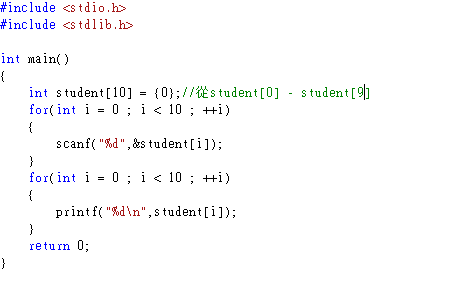 #include <stdio.h>
#include <stdlib.h>
int main()
{
int student[10] = {0};//從student[0] - student[9]
for(int i = 0 ; i < 10 ; ++i)
{
scanf("%d",&student[i]);
}
for(int i = 0 ; i < 10 ; ++i)
{
printf("%d\n",student[i]);
}
return 0;
}